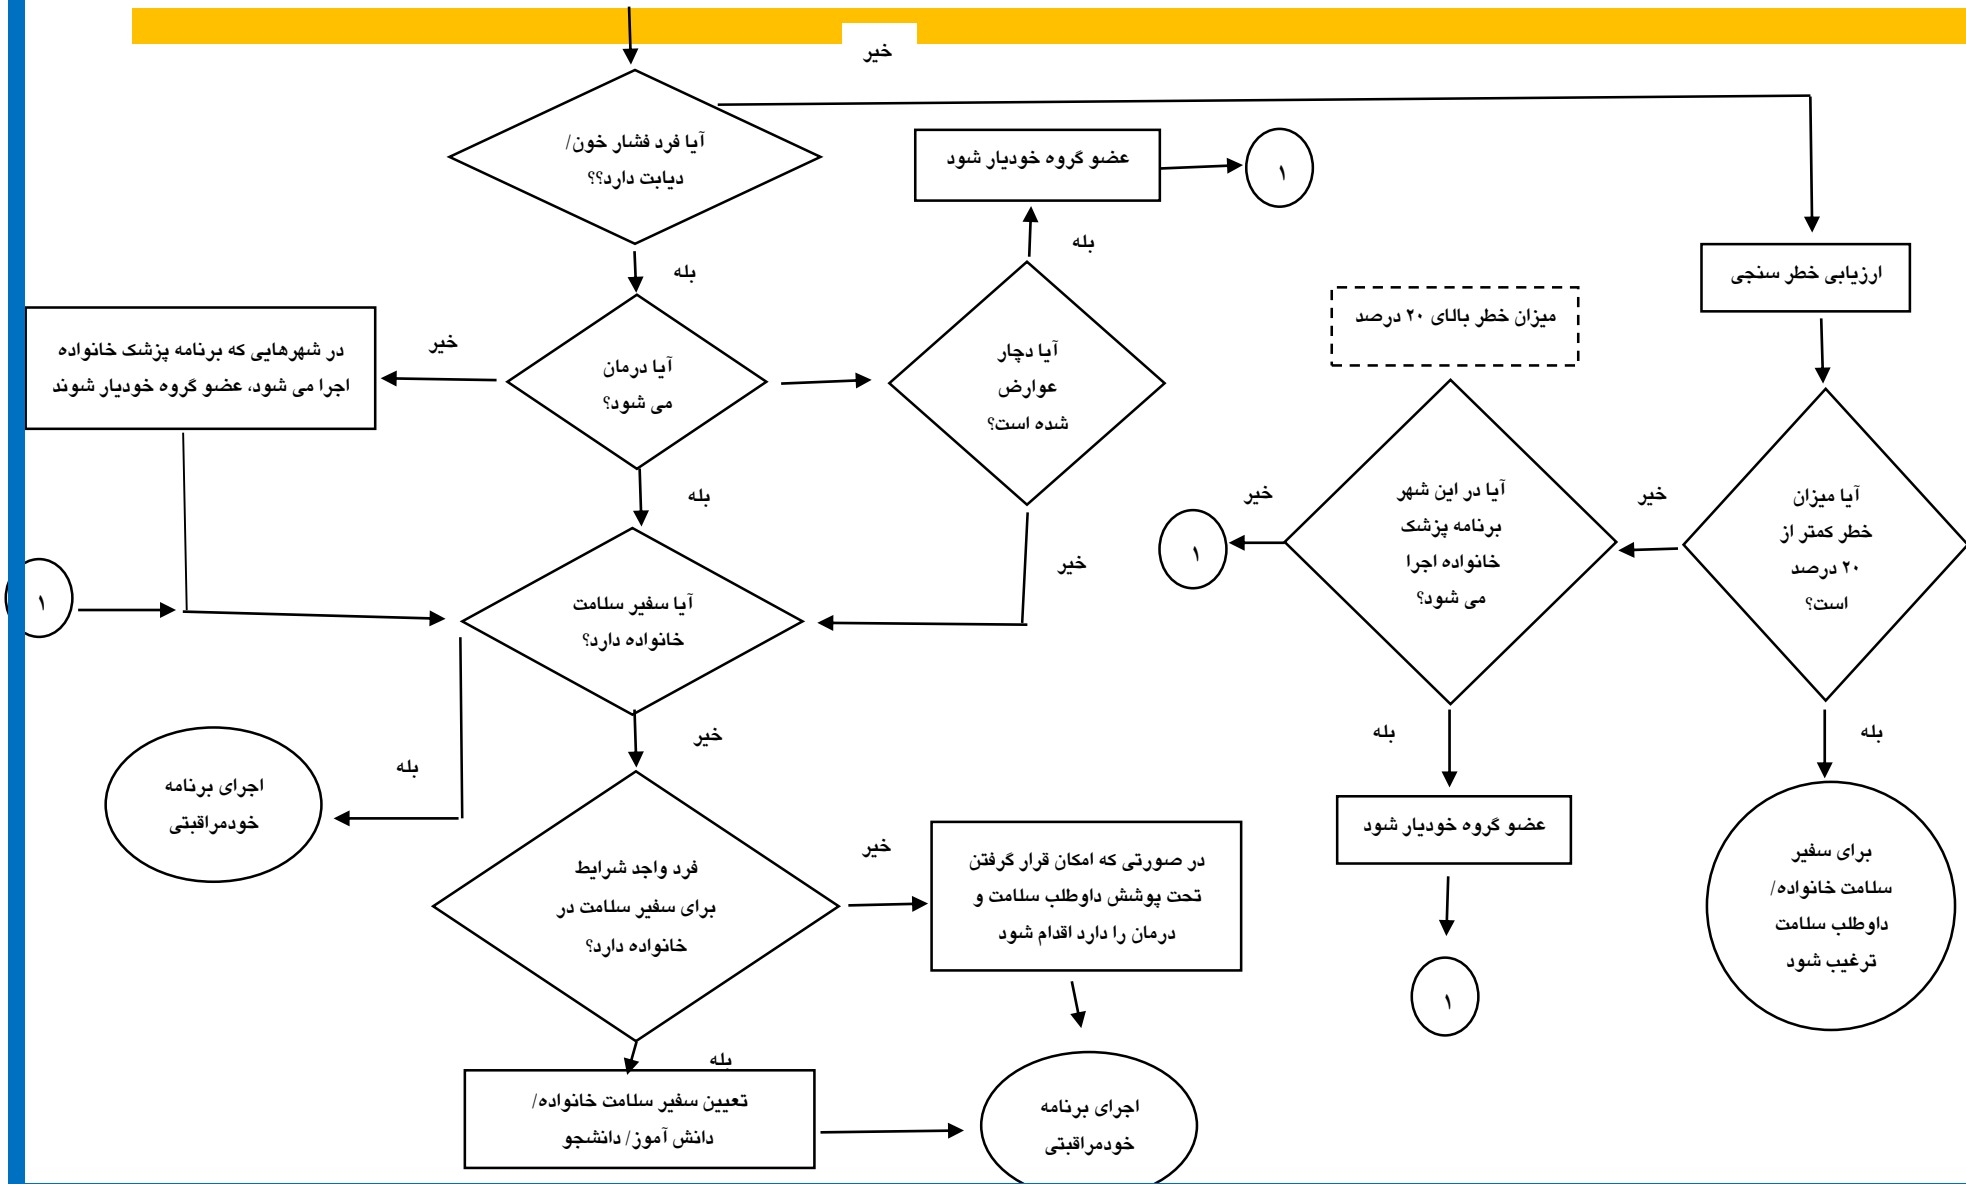 خیر
آیا فرد فشار خون/
دیابت دارد؟؟
عضو گروه خودیار شود
۱
بله
بله
ارزیابی خطر سنجی
میزان خطر بالای ۲۰ درصد
در شهرهایی که برنامه پزشک خانواده
اجرا می شود، عضو گروه خودیار شوند
خیر
آیا درمان
می شود؟
آیا دچار
عوارض
شده است؟
بله
آیا در این شهر
برنامه پزشک
خانواده اجرا
می شود؟
خیر
۱
خیر
آیا میزان
خطر کمتر از
۲۰ درصد
است؟
خیر
۱
آیا سفیر سلامت
خانواده دارد؟
خیر
بله
بله
بله
اجرای برنامه
خودمراقبتی
فرد واجد شرایط
برای سفیر سلامت در
خانواده دارد؟
خیر
در صورتی که امکان قرار گرفتن
تحت پوشش داوطلب سلامت و
درمان را دارد اقدام شود
عضو گروه خودیار شود
برای سفیر
سلامت خانواده/
داوطلب سلامت
ترغیب شود
۱
بله
تعیین سفیر سلامت خانواده/
دانش آموز/ دانشجو
اجرای برنامه
خودمراقبتی